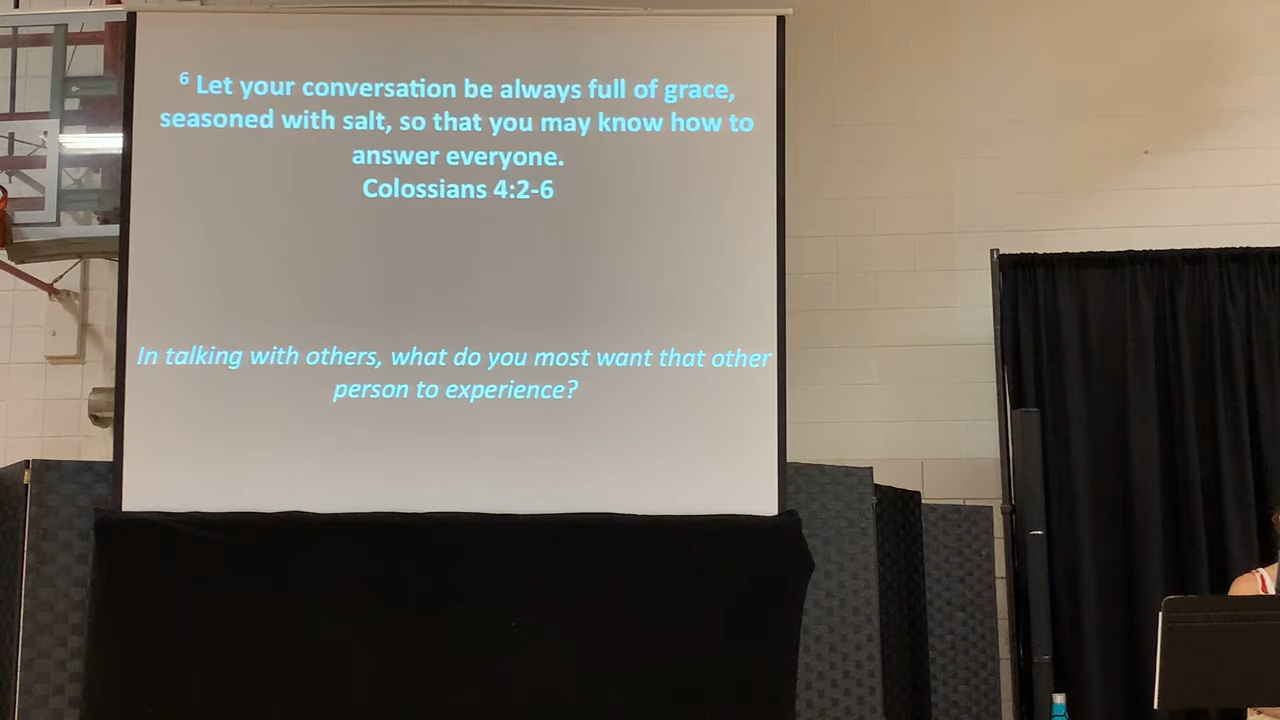 6 Let your conversation be always full of grace,
seasoned with salt, so that you may know how to
answer everyone.
Colossians 4:2-6
In talking with others, what do you most want that other
person to experience?